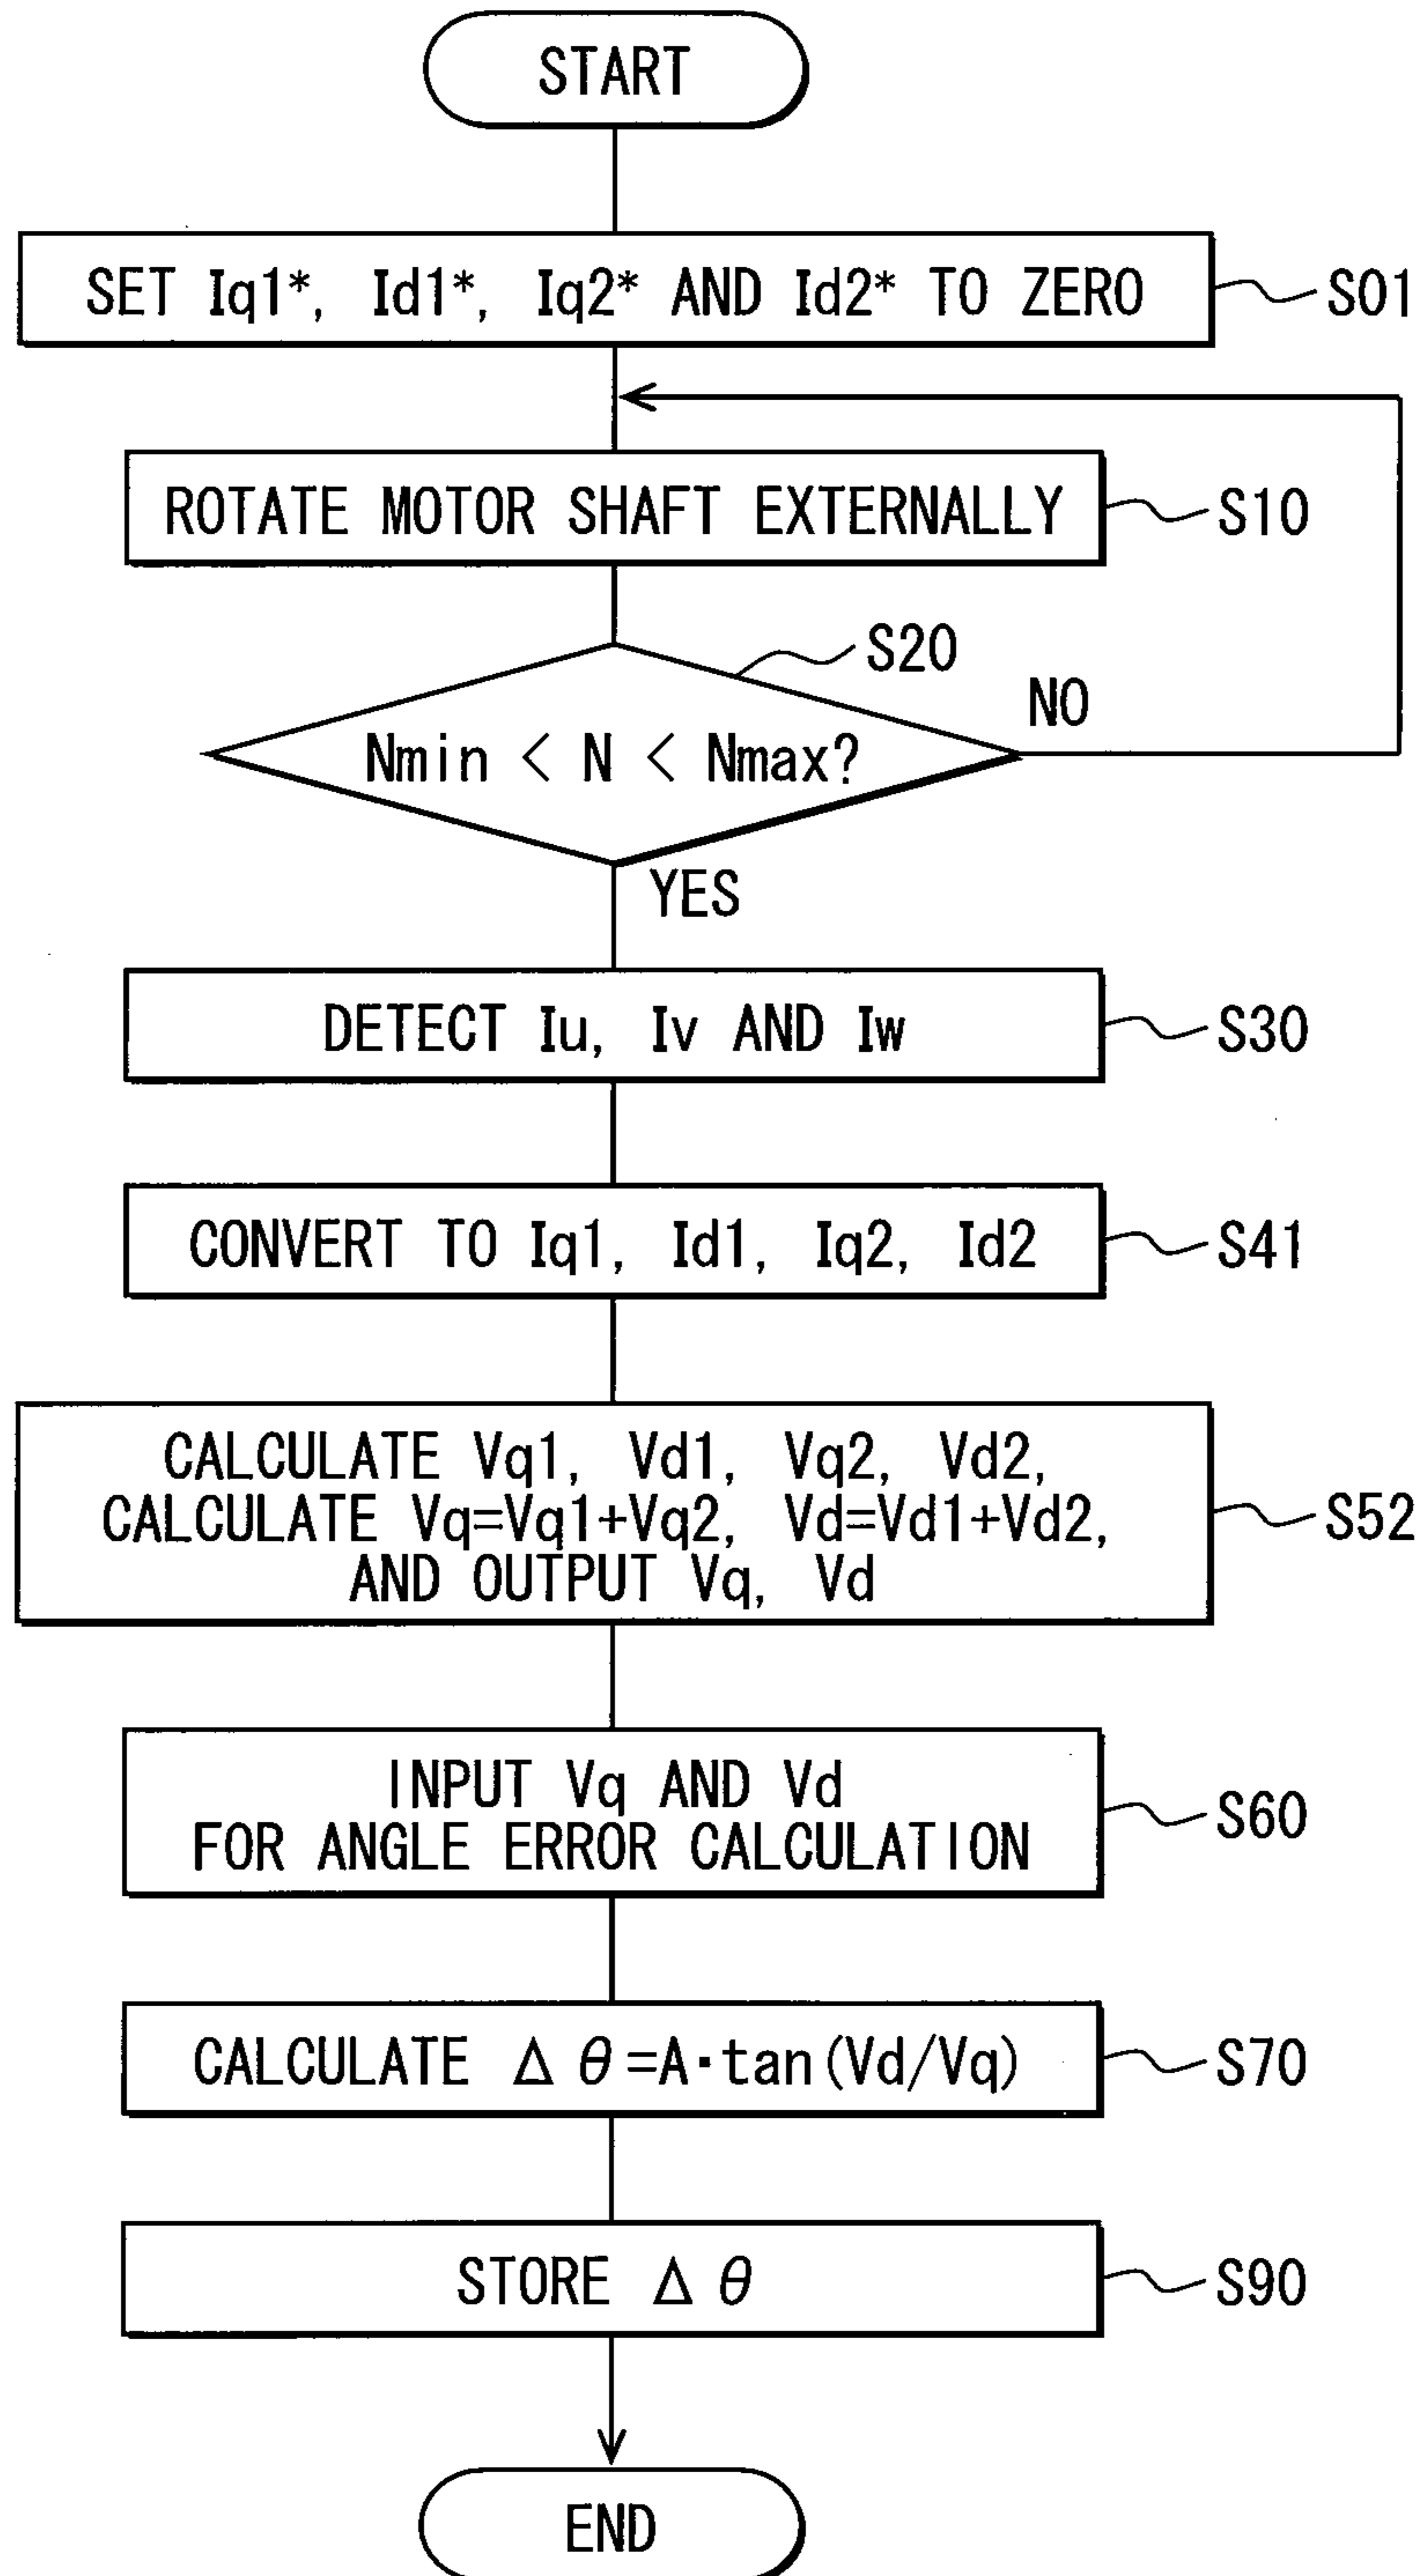 START
SET Iq1*, Id1*, Iq2* AND Id2* TO ZERO
S01
ROTATE MOTOR SHAFT EXTERNALLY
S10
S20
Nmin < N < Nmax?
NO
YES
DETECT Iu, Iv AND Iw
S30
CONVERT TO Iq1, Id1, Iq2, Id2
S41
CALCULATE Vq1, Vd1, Vq2, Vd2,
CALCULATE Vq=Vq1+Vq2, Vd=Vd1+Vd2,
AND OUTPUT Vq, Vd
S52
INPUT Vq AND Vd
FOR ANGLE ERROR CALCULATION
S60
CALCULATE Δθ=A·tan(Vd/Vq)
S70
STORE Δθ
S90
END